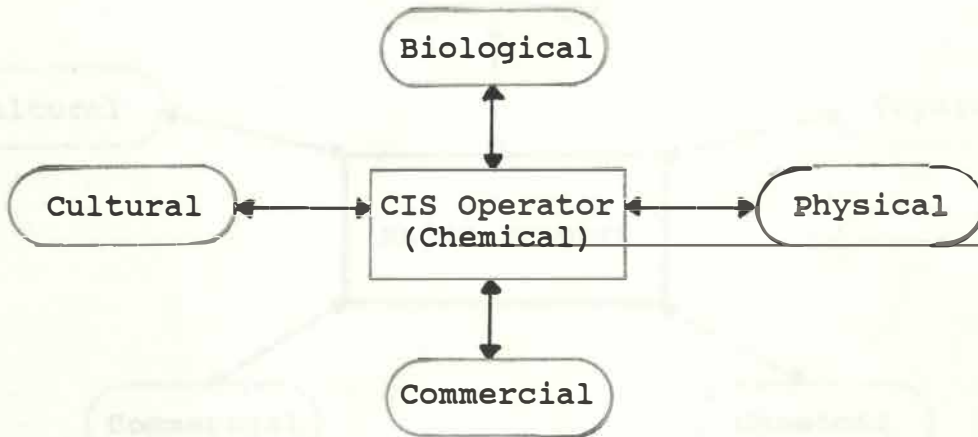 Biological
Cultural
CIS Operator
(Chemical)
Physical
Commercial